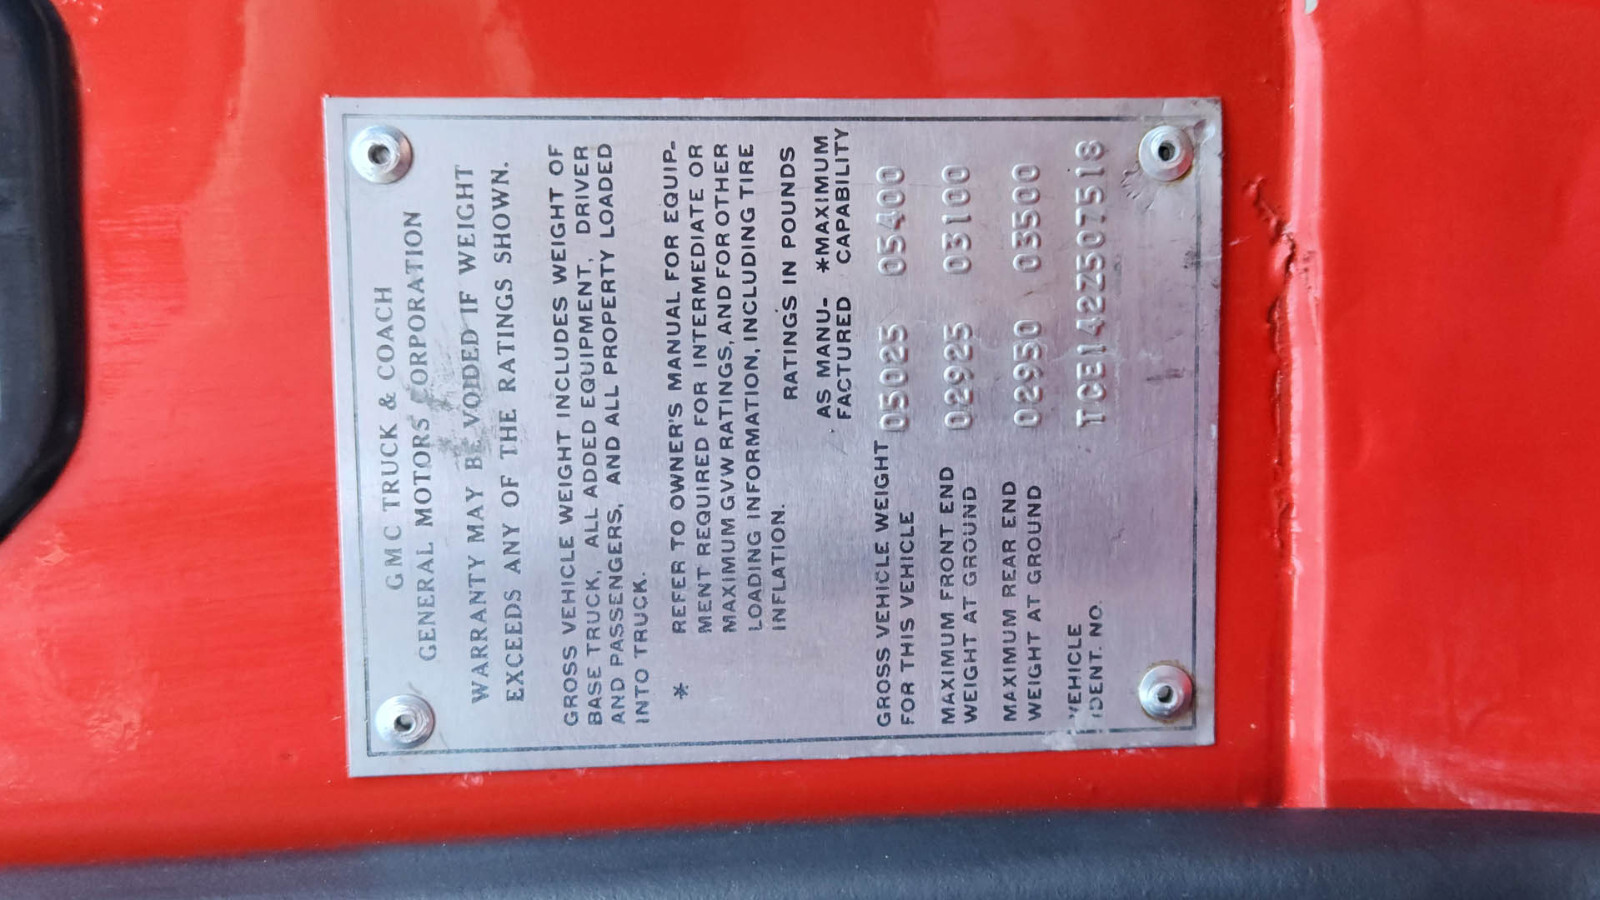 GMC TRUCK & COACH
GENERAL MOTORS CORPORATION
WARRANTY MAY BE VOIDED IF WEIGHT
EXCEEDS ANY OF THE RATINGS SHOWN.
GROSS VEHICLE WEIGHT INCLUDES WEIGHT OF
BASE TRUCK, ALL ADDED EQUIPMENT, DRIVER
AND PASSENGERS, AND ALL PROPERTY LOADED
INTO TRUCK.
* REFER TO OWNER'S MANUAL FOR EQUIP-
MENT REQUIRED FOR INTERMEDIATE OR
MAXIMUM GVW RATINGS, AND FOR OTHER
LOADING INFORMATION, INCLUDING TIRE
INFLATION.
RATINGS IN POUNDS
AS MANU- *MAXIMUM
FACTURED CAPABILITY
GROSS VEHICLE WEIGHT
FOR THIS VEHICLE 05025 05400
MAXIMUM FRONT END
WEIGHT AT GROUND 02925 03100
MAXIMUM REAR END
WEIGHT AT GROUND 02950 03500
VEHICLE
IDENT. NO. TCE142Z507518